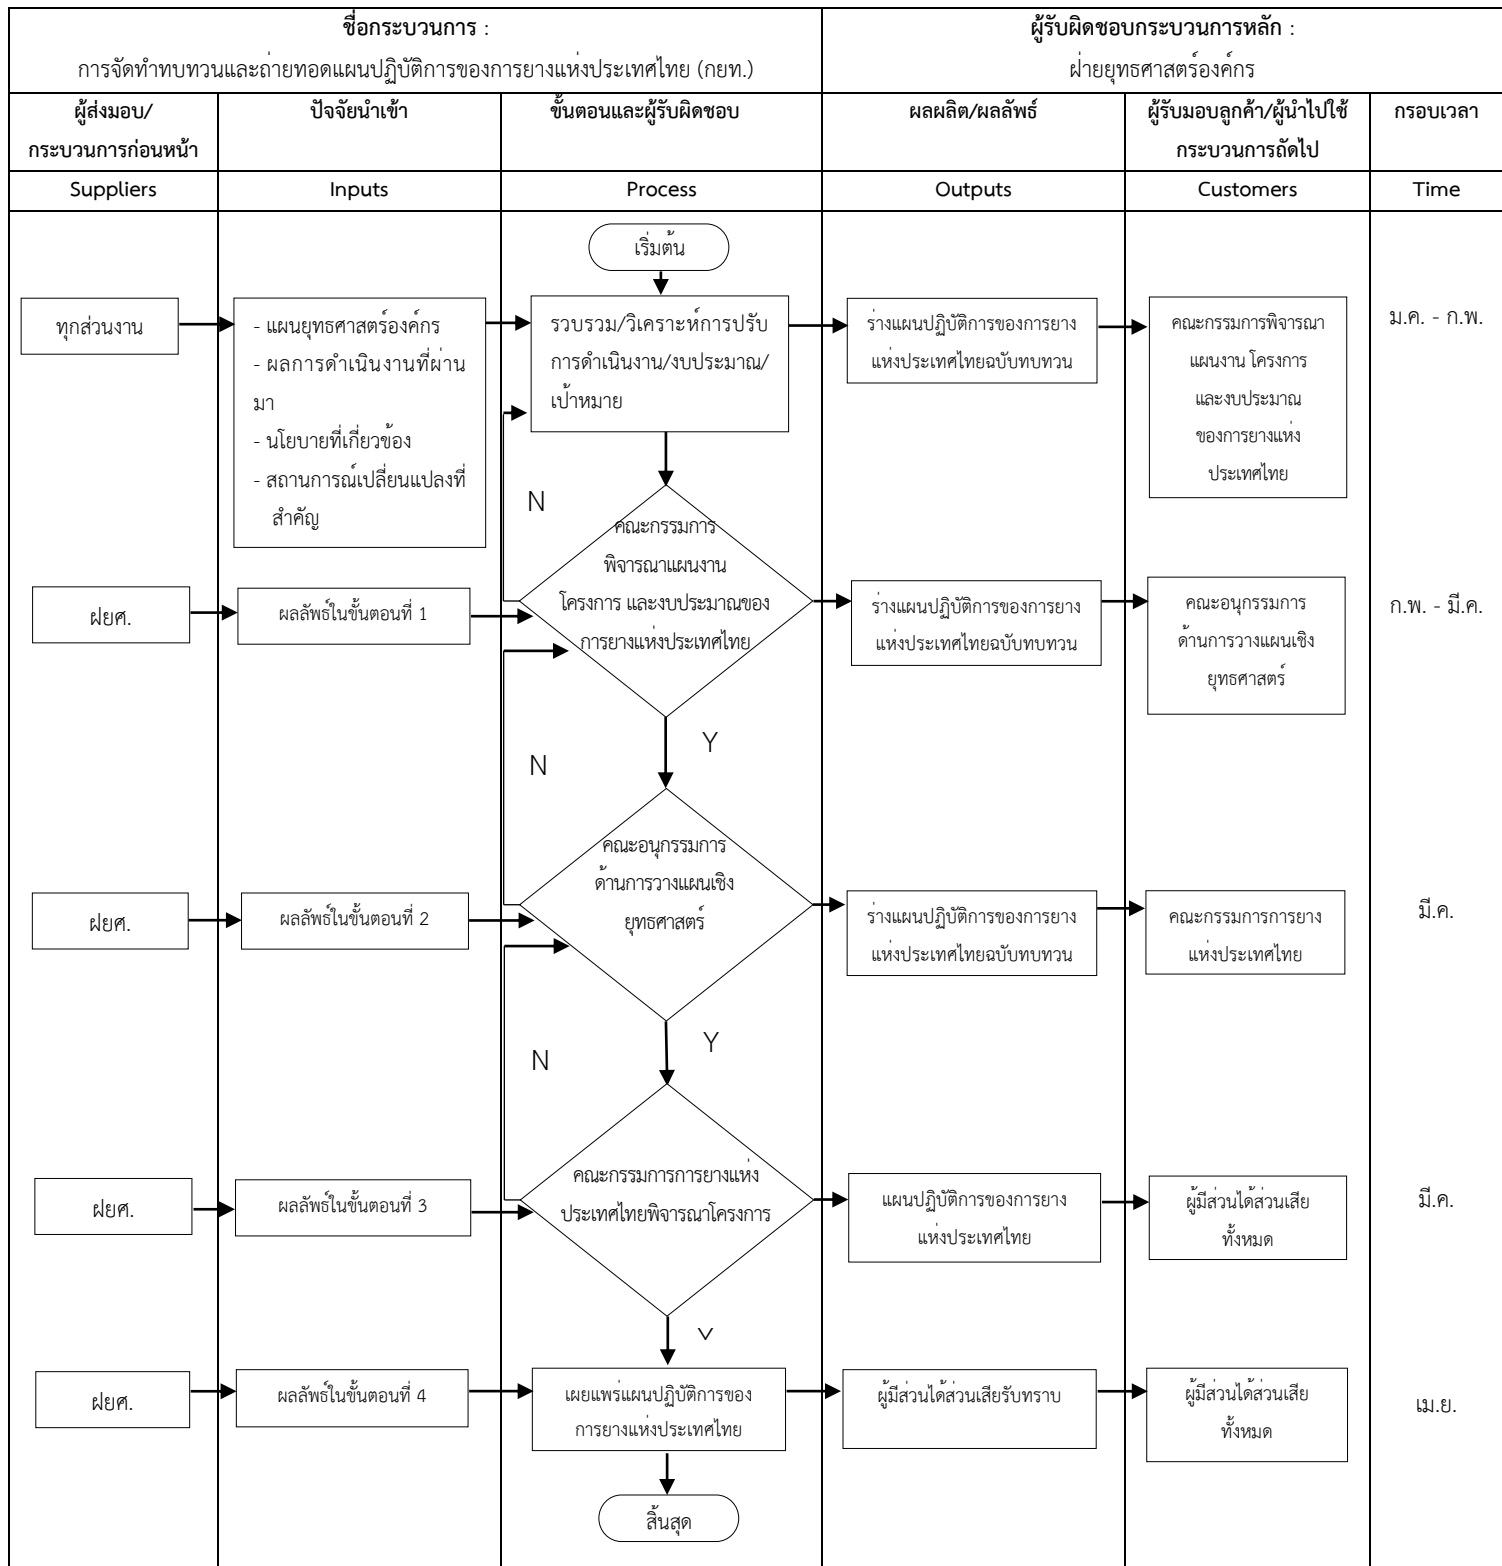 ชื่อกระบวนการ :
การจัดทำทบทวนและถ่ายทอดแผนปฏิบัติการของการยางแห่งประเทศไทย (กยท.)
ผู้รับผิดชอบกระบวนการหลัก :
ฝ่ายยุทธศาสตร์องค์กร
ผู้ส่งมอบ/
กระบวนการก่อนหน้า
ปัจจัยนำเข้า
ขั้นตอนและผู้รับผิดชอบ
ผลผลิต/ผลลัพธ์
ผู้รับมอบลูกค้า/ผู้นำไปใช้
กระบวนการถัดไป
กรอบเวลา
Suppliers
Inputs
Process
Outputs
Customers
Time
เริ่มต้น
ทุกส่วนงาน
- แผนยุทธศาสตร์องค์กร
- ผลการดำเนินงานที่ผ่าน
มา
- นโยบายที่เกี่ยวข้อง
- สถานการณ์เปลี่ยนแปลงที่
สำคัญ
รวบรวม/วิเคราะห์การปรับ
การดำเนินงาน/งบประมาณ/
เป้าหมาย
ร่างแผนปฏิบัติการของการยาง
แห่งประเทศไทยฉบับทบทวน
คณะกรรมการพิจารณา
แผนงาน โครงการ
และงบประมาณ
ของการยางแห่ง
ประเทศไทย
ม.ค. - ก.พ.
N
ฝยศ.
ผลลัพธ์ในขั้นตอนที่ 1
คณะกรรมการ
พิจารณาแผนงาน
โครงการ และงบประมาณของ
การยางแห่งประเทศไทย
ร่างแผนปฏิบัติการของการยาง
แห่งประเทศไทยฉบับทบทวน
คณะอนุกรรมการ
ด้านการวางแผนเชิง
ยุทธศาสตร์
ก.พ. - มี.ค.
Y
N
ฝยศ.
ผลลัพธ์ในขั้นตอนที่ 2
คณะอนุกรรมการ
ด้านการวางแผนเชิง
ยุทธศาสตร์
ร่างแผนปฏิบัติการของการยาง
แห่งประเทศไทยฉบับทบทวน
คณะกรรมการการยาง
แห่งประเทศไทย
มี.ค.
Y
N
ฝยศ.
ผลลัพธ์ในขั้นตอนที่ 3
คณะกรรมการการยางแห่ง
ประเทศไทยพิจารณาโครงการ
แผนปฏิบัติการของการยาง
แห่งประเทศไทย
ผู้มีส่วนได้ส่วนเสีย
ทั้งหมด
มี.ค.
Y
ฝยศ.
ผลลัพธ์ในขั้นตอนที่ 4
เผยแพร่แผนปฏิบัติการของ
การยางแห่งประเทศไทย
ผู้มีส่วนได้ส่วนเสียรับทราบ
ผู้มีส่วนได้ส่วนเสีย
ทั้งหมด
เม.ย.
สิ้นสุด